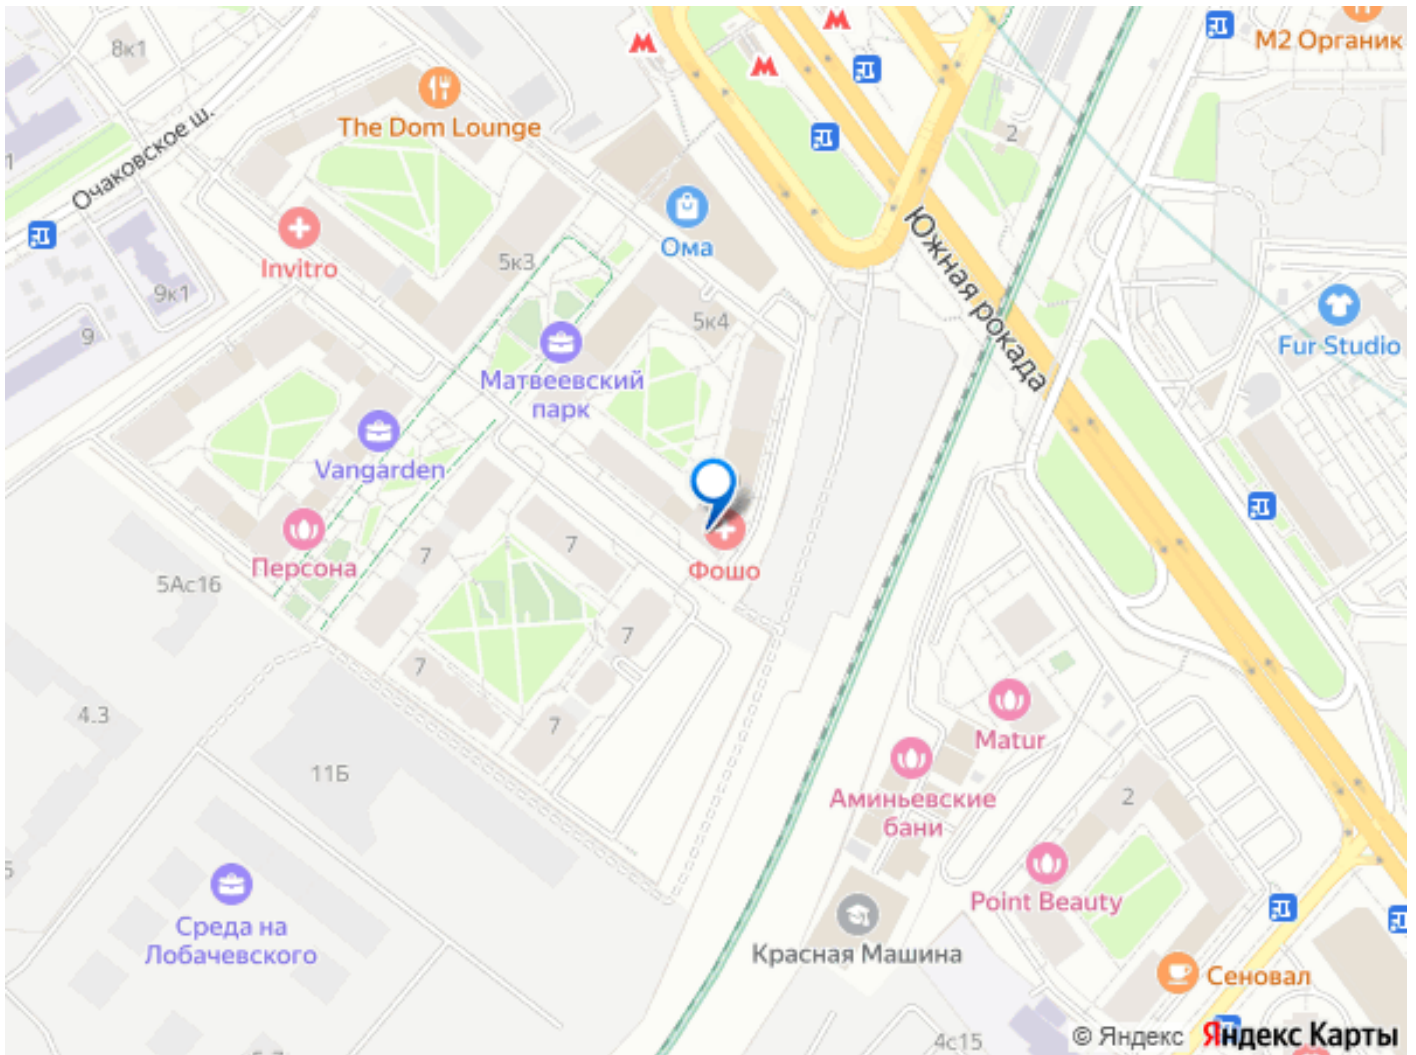 8к1
М2 Органик
The Dom Lounge
Очаковское ш.
2
1
Invitro
Ома
Южная рокада
5к3
9к1
5к4
9
Fur Studio
Матвеевский
парк
Vangarden
Персона
5Ас16
7
7
Фошо
7
7
7
4.3
11Б
Matur
Аминьевские
бани
2
Point Beauty
Среда на
Лобачевского
Красная Машина
Сеновал
4с15
© Яндекс Яндекс Карты